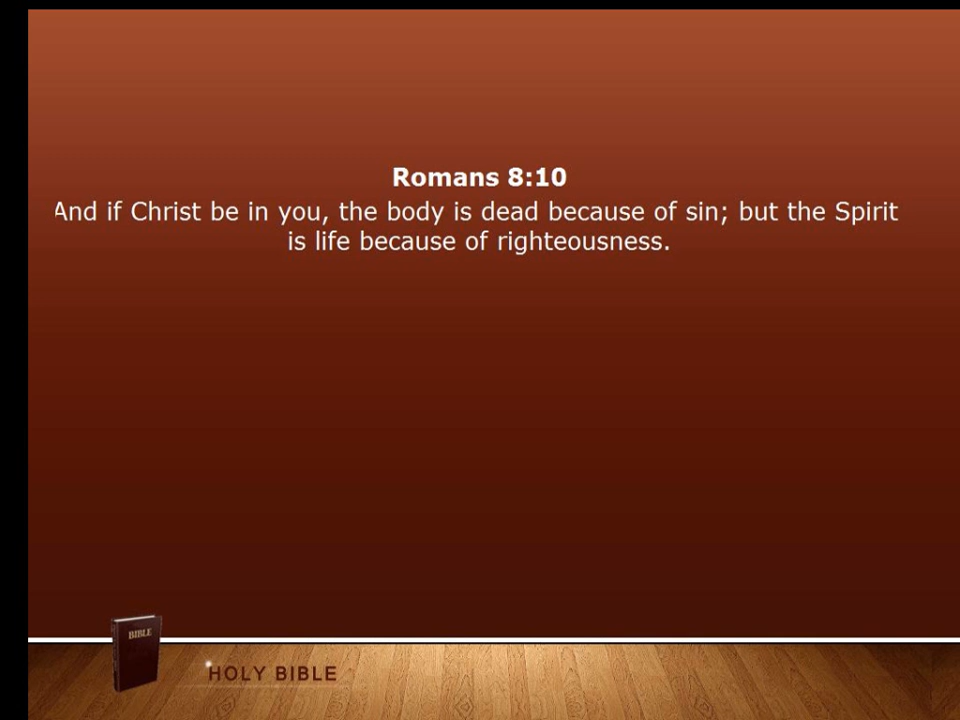 Romans 8:10
And if Christ be in you, the body is dead because of sin; but the Spirit
is life because of righteousness.
BIBLE
HOLY BIBLE